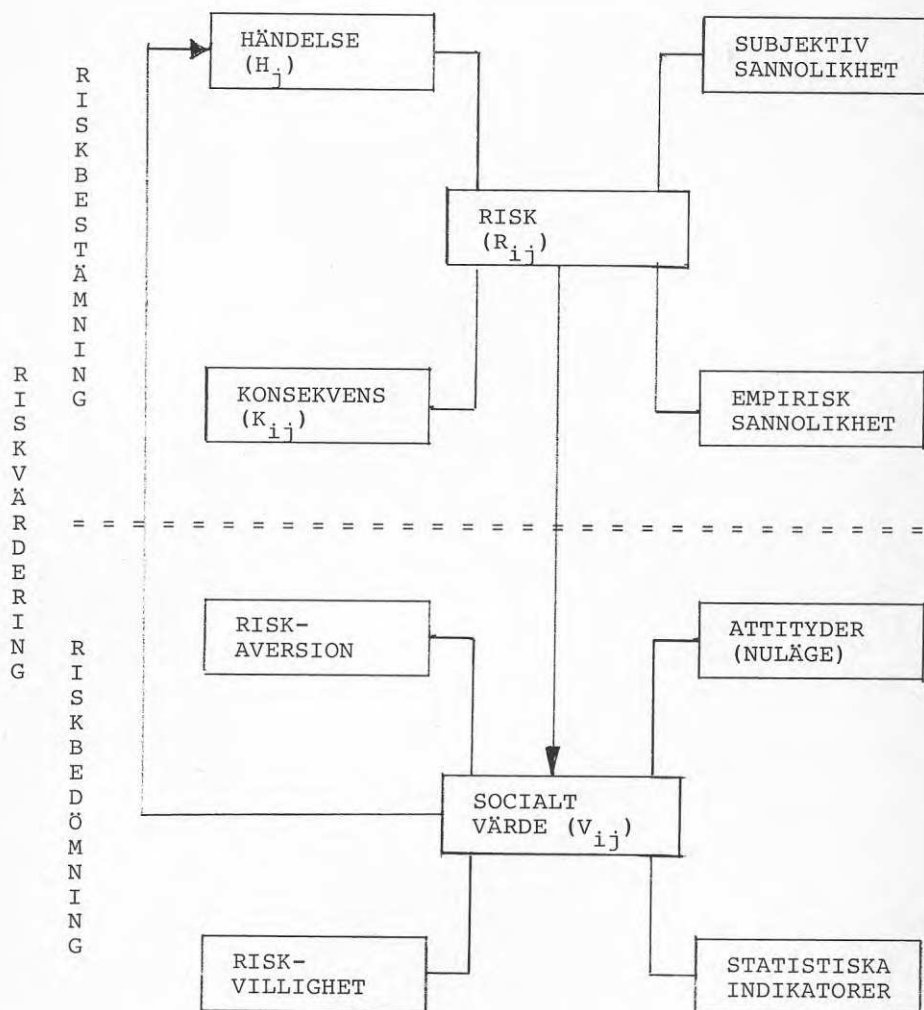 HÄNDELSE
(Hj)
SUBJEKTIV
SANNOLIKHET
RISKBESTÄMNING
RISK
(Rij)
KONSEKVENS
(Kij)
EMPIRISK
SANNOLIKHET
RISKVÄRDERING
= = = = = = = = = = = = = = = = = = = = = = = = = = = = =
RISK-
AVERSION
ATTITYDER
(NULÄGE)
RISKBEDÖMNING
SOCIALT
VÄRDE (Vij)
RISK-
VILLIGHET
STATISTISKA
INDIKATORER